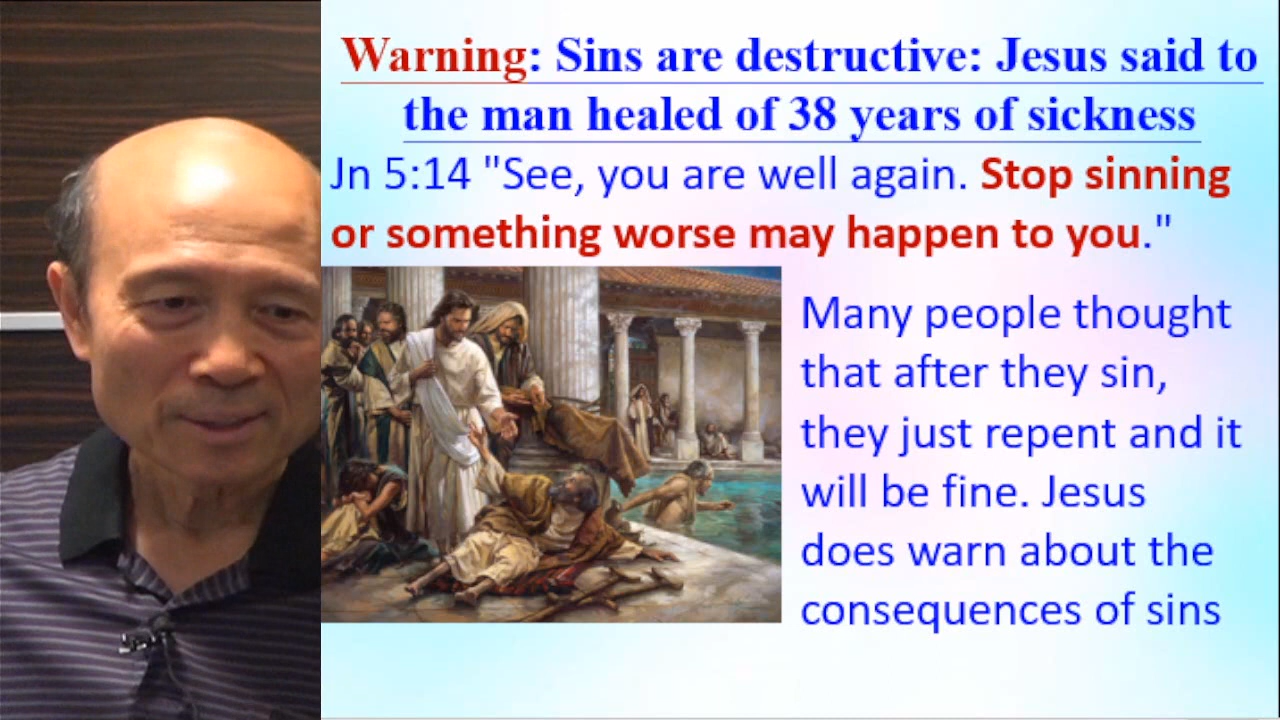 Warning: Sins are destructive: Jesus said to
the man healed of 38 years of sickness
Jn 5:14 "See, you are well again. Stop sinning
or something worse may happen to you."
Many people thought
that after they sin,
they just repent and it
will be fine. Jesus
does warn about the
consequences of sins